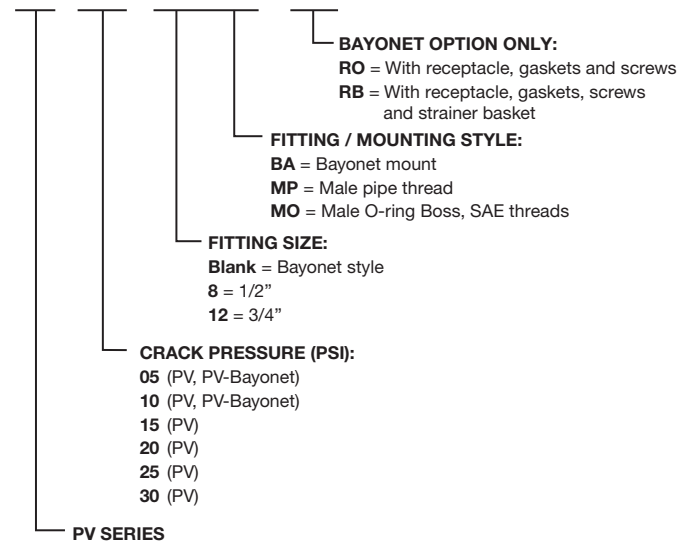 BAYONET OPTION ONLY:
RO = With receptacle, gaskets and screws
RB = With receptacle, gaskets, screws
and strainer basket
FITTING / MOUNTING STYLE:
BA = Bayonet mount
MP = Male pipe thread
MO = Male O-ring Boss, SAE threads
FITTING SIZE:
Blank = Bayonet style
8 = 1/2”
12 = 3/4”
CRACK PRESSURE (PSI):
05 (PV, PV-Bayonet)
10 (PV, PV-Bayonet)
15 (PV)
20 (PV)
25 (PV)
30 (PV)
PV SERIES